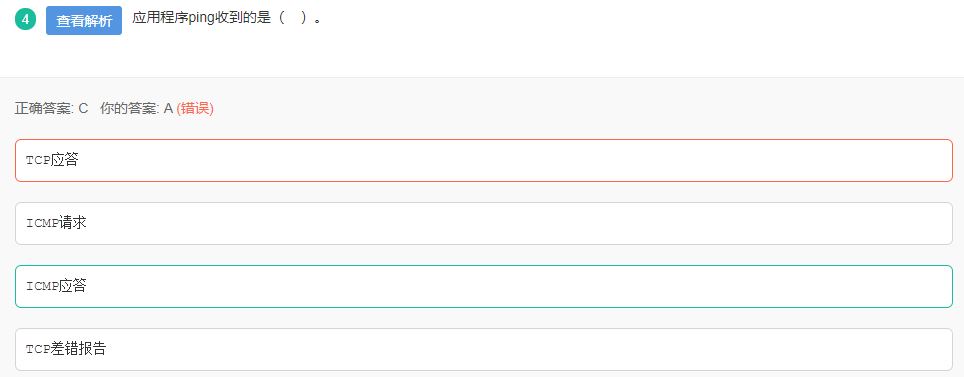 4 查看解析 应用程序ping收到的是（ ）。
正确答案: C 你的答案: A (错误)
TCP应答
ICMP请求
ICMP应答
TCP差错报告